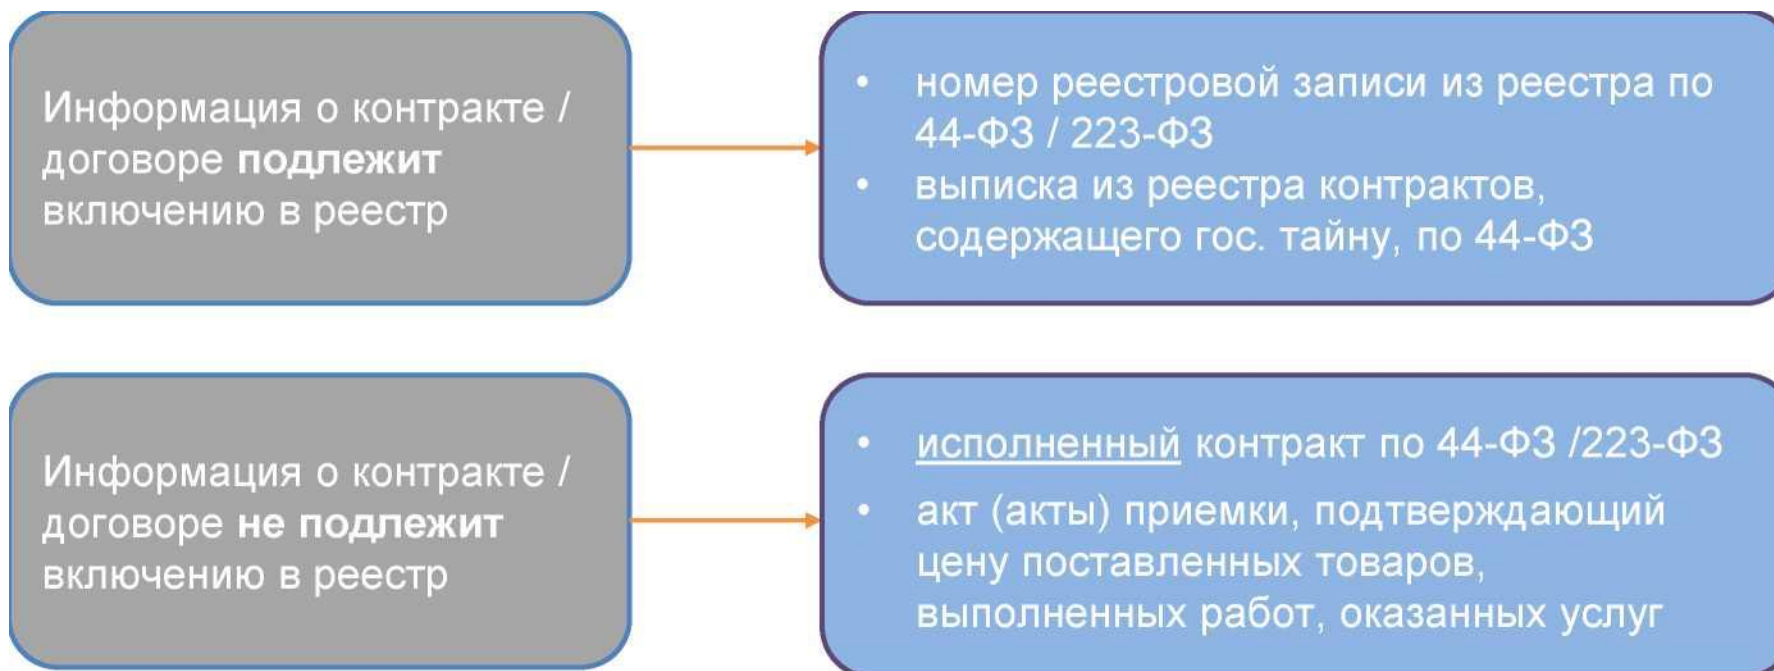 Информация о контракте /
договоре подлежит
включению в реестр
• номер реестровой записи из реестра по
44-ФЗ / 223-ФЗ
• выписка из реестра контрактов,
содержащего гос. тайну, по 44-ФЗ
Информация о контракте /
договоре не подлежит
включению в реестр
• исполненный контракт по 44-ФЗ /223-ФЗ
• акт (акты) приемки, подтверждающий
цену поставленных товаров,
выполненных работ, оказанных услуг